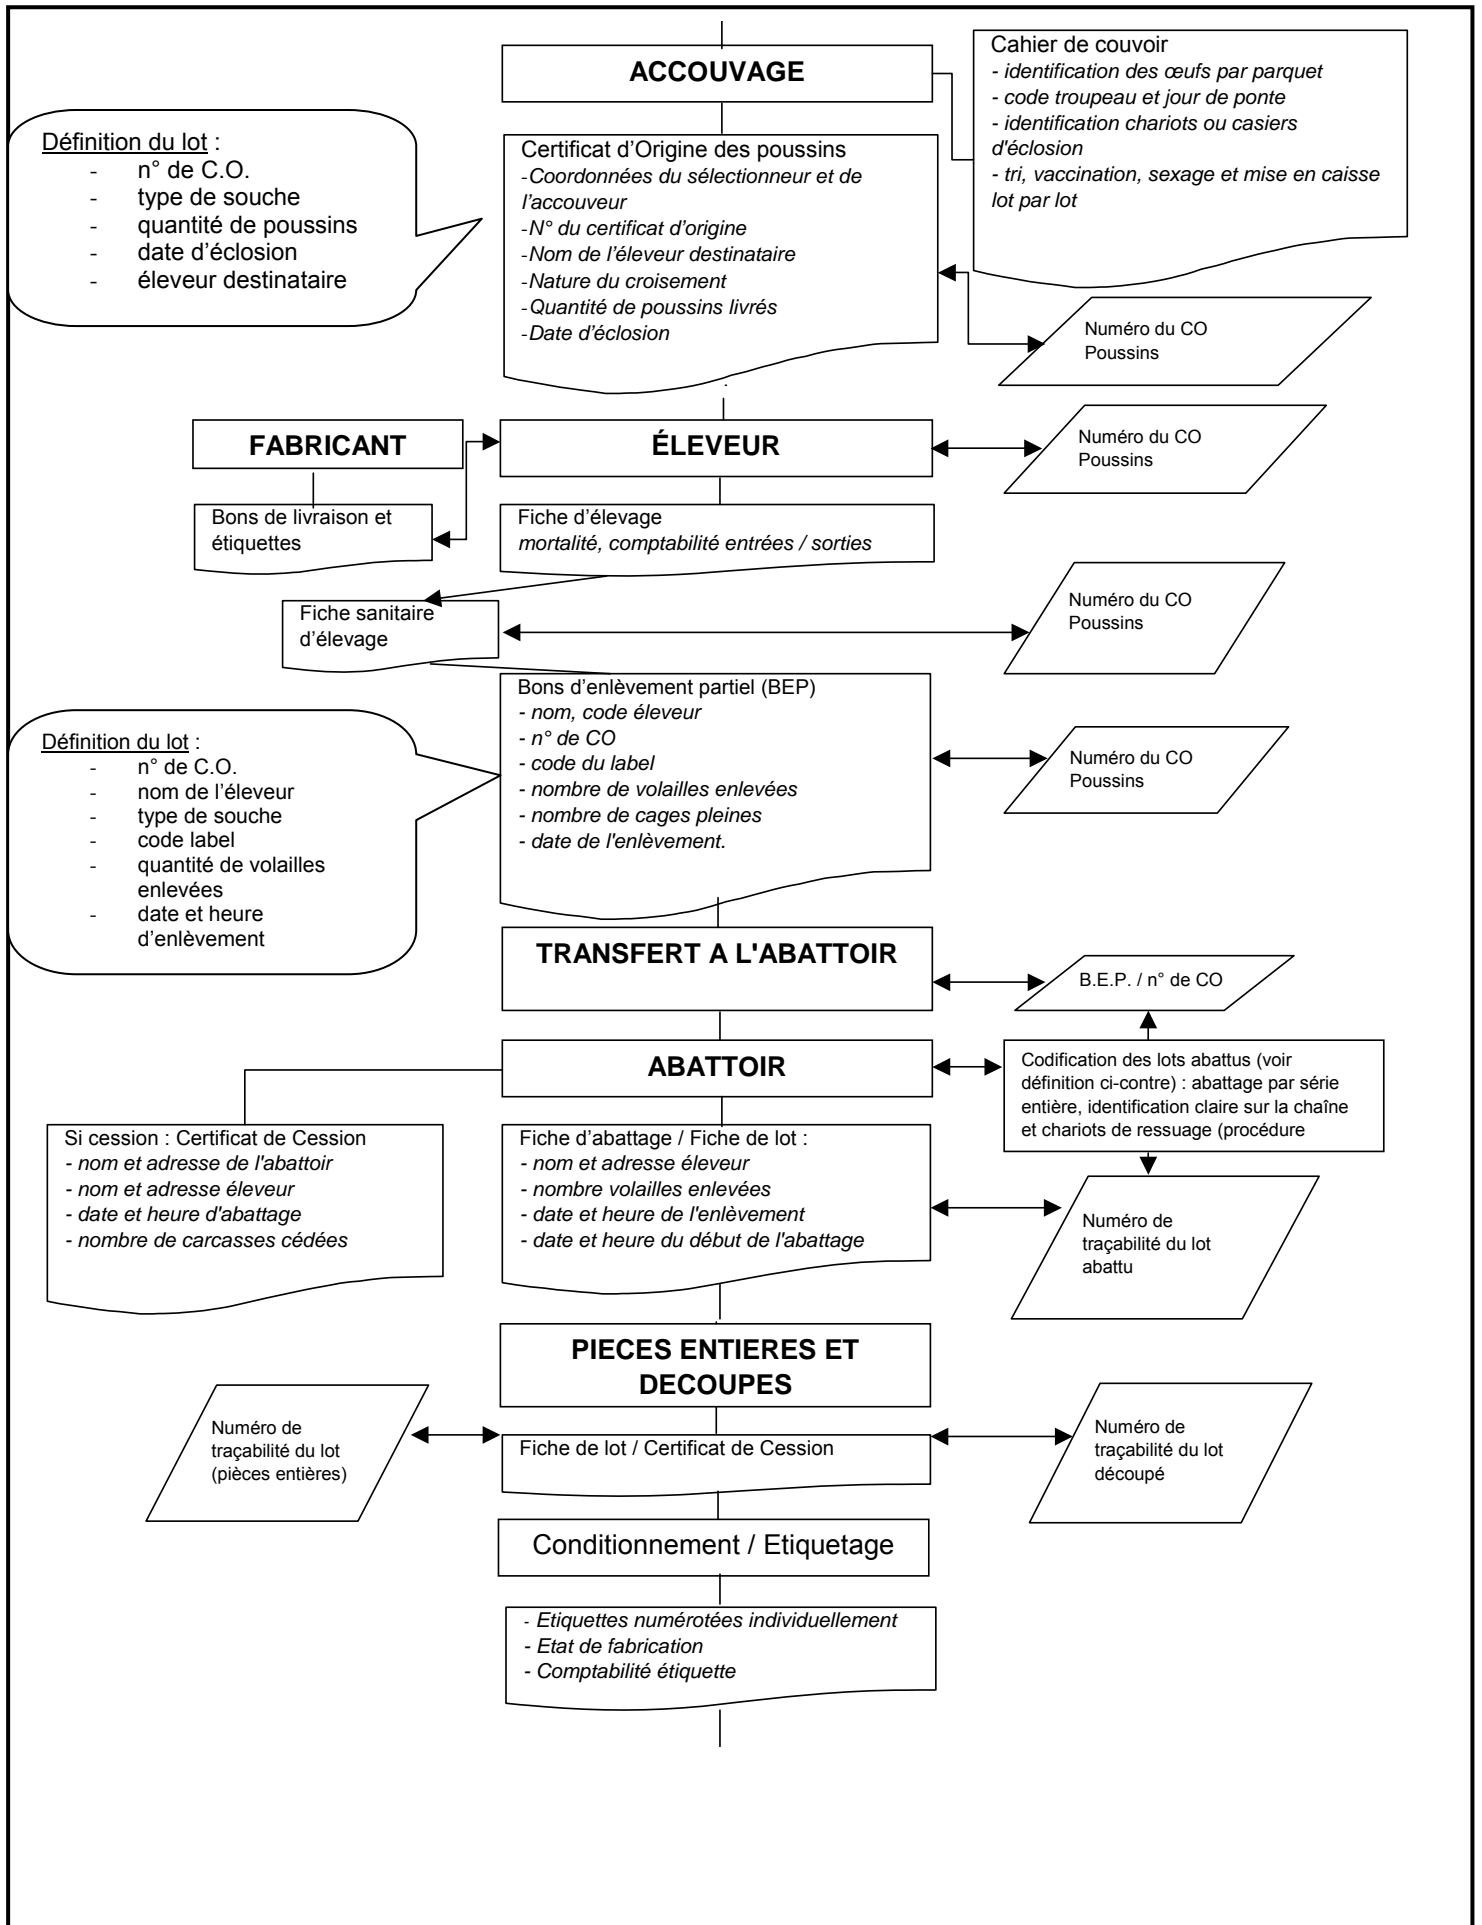 ACCOUVAGE
Cahier de couvoir
- identification des œufs par parquet
- code troupeau et jour de ponte
- identification chariots ou casiers
d'éclosion
- tri, vaccination, sexage et mise en caisse
lot par lot
Définition du lot :
- n° de C.O.
- type de souche
- quantité de poussins
- date d’éclosion
- éleveur destinataire
Certificat d’Origine des poussins
-Coordonnées du sélectionneur et de
l’accouveur
-N° du certificat d’origine
-Nom de l’éleveur destinataire
-Nature du croisement
-Quantité de poussins livrés
-Date d’éclosion
Numéro du CO
Poussins
FABRICANT
ÉLEVEUR
Numéro du CO
Poussins
Bons de livraison et
étiquettes
Fiche d’élevage
mortalité, comptabilité entrées / sorties
Fiche sanitaire
d’élevage
Numéro du CO
Poussins
Bons d’enlèvement partiel (BEP)
- nom, code éleveur
- n° de CO
- code du label
- nombre de volailles enlevées
- nombre de cages pleines
- date de l'enlèvement.
Définition du lot :
- n° de C.O.
- nom de l’éleveur
- type de souche
- code label
- quantité de volailles
enlevées
- date et heure
d’enlèvement
Numéro du CO
Poussins
TRANSFERT A L'ABATTOIR
B.E.P. / n° de CO
ABATTOIR
Codification des lots abattus (voir
définition ci-contre) : abattage par série
entière, identification claire sur la chaîne
et chariots de ressuage (procédure
Si cession : Certificat de Cession
- nom et adresse de l'abattoir
- nom et adresse éleveur
- date et heure d'abattage
- nombre de carcasses cédées
Fiche d’abattage / Fiche de lot :
- nom et adresse éleveur
- nombre volailles enlevées
- date et heure de l'enlèvement
- date et heure du début de l'abattage
Numéro de
traçabilité du lot
abattu
PIECES ENTIERES ET
DECOUPES
Numéro de
traçabilité du lot
(pièces entières)
Fiche de lot / Certificat de Cession
Numéro de
traçabilité du lot
découpé
Conditionnement / Etiquetage
- Etiquettes numérotées individuellement
- Etat de fabrication
- Comptabilité étiquette